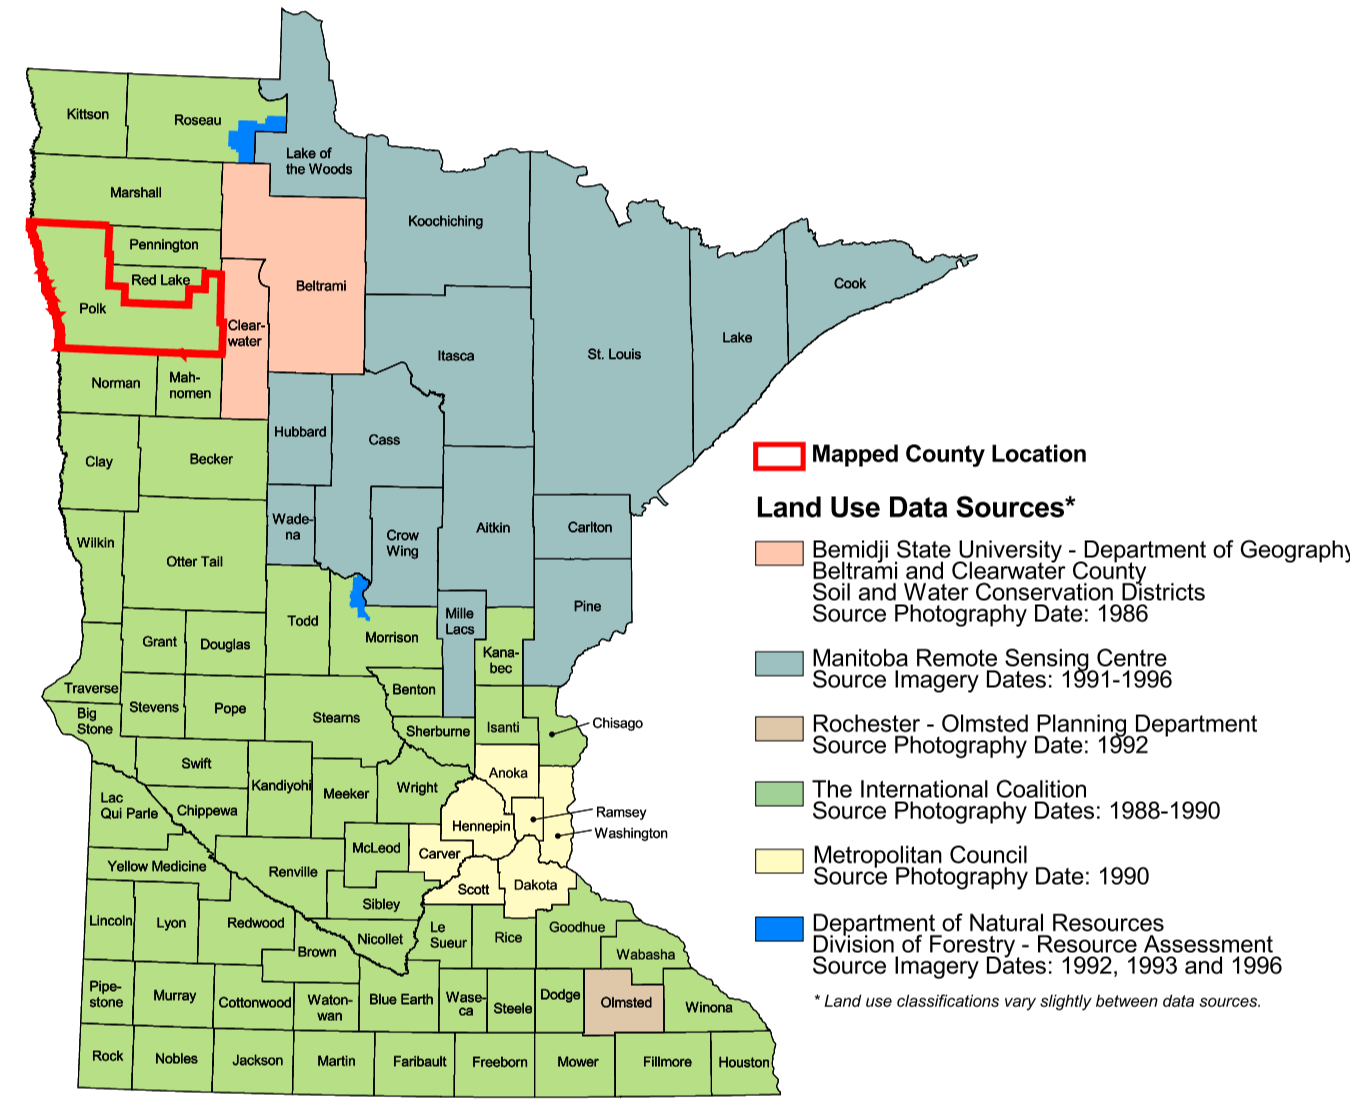 Kittson
Roseau
Lake of
the Woods
Marshall
Koochiching
Pennington
Red Lake
Beltrami
Cook
Polk
Clear-
water
Itasca
St. Louis
Lake
Norman
Mah-
nomen
Hubbard
Cass
Clay
Becker
Wade-
na
Crow
Wing
Aitkin
Carlton
Wilkin
Otter Tail
Pine
Todd
Mille
Lacs
Morrison
Grant
Douglas
Kana-
bec
Traverse
Benton
Stevens
Pope
Big
Stone
Stearns
Sherburne
Isanti
Chisago
Swift
Anoka
Kandiyohi
Meeker
Wright
Lac
Qui Parle
Chippewa
Ramsey
Hennepin
Washington
McLeod
Carver
Yellow Medicine
Renville
Scott
Dakota
Sibley
Lincoln
Lyon
Redwood
Nicollet
Le
Sueur
Rice
Goodhue
Brown
Wabasha
Pipe-
stone
Murray
Cottonwood
Waton-
wan
Blue Earth
Wase-
ca
Steele
Dodge
Olmsted
Winona
Rock
Nobles
Jackson
Martin
Faribault
Freeborn
Mower
Fillmore
Houston
Mapped County Location
Land Use Data Sources*
Bemidji State University - Department of Geography
Beltrami and Clearwater County
Soil and Water Conservation Districts
Source Photography Date: 1986
Manitoba Remote Sensing Centre
Source Imagery Dates: 1991-1996
Rochester - Olmsted Planning Department
Source Photography Date: 1992
The International Coalition
Source Photography Dates: 1988-1990
Metropolitan Council
Source Photography Date: 1990
Department of Natural Resources
Division of Forestry - Resource Assessment
Source Imagery Dates: 1992, 1993 and 1996
* Land use classifications vary slightly between data sources.